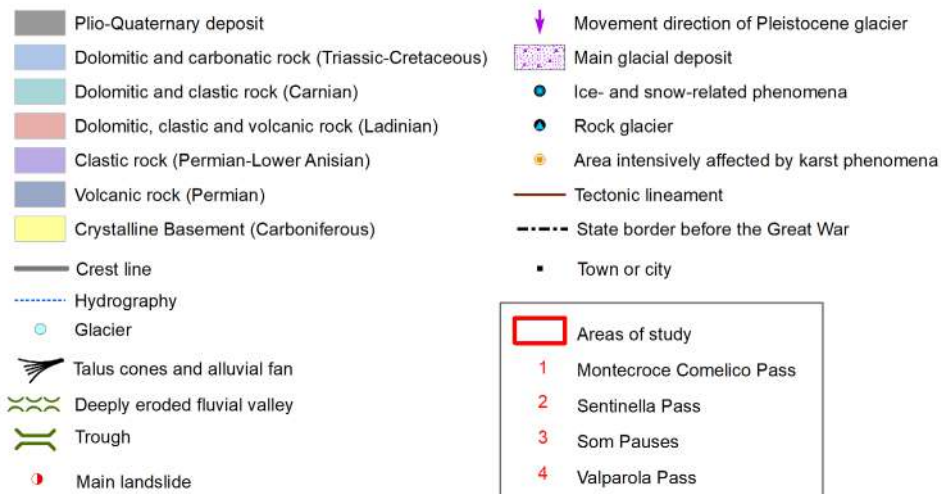 Plio-Quaternary deposit
Dolomitic and carbonatic rock (Triassic-Cretaceous)
Dolomitic and clastic rock (Carnian)
Dolomitic, clastic and volcanic rock (Ladinian)
Clastic rock (Permian-Lower Anisian)
Volcanic rock (Permian)
Crystalline Basement (Carboniferous)
Crest line
Hydrography
Glacier
Talus cones and alluvial fan
Deeply eroded fluvial valley
Trough
Main landslide
Movement direction of Pleistocene glacier
Main glacial deposit
Ice- and snow-related phenomena
Rock glacier
Area intensively affected by karst phenomena
Tectonic lineament
State border before the Great War
Town or city
Areas of study
1 Montecroce Comelico Pass
2 Sentinella Pass
3 Som Pauses
4 Valparola Pass